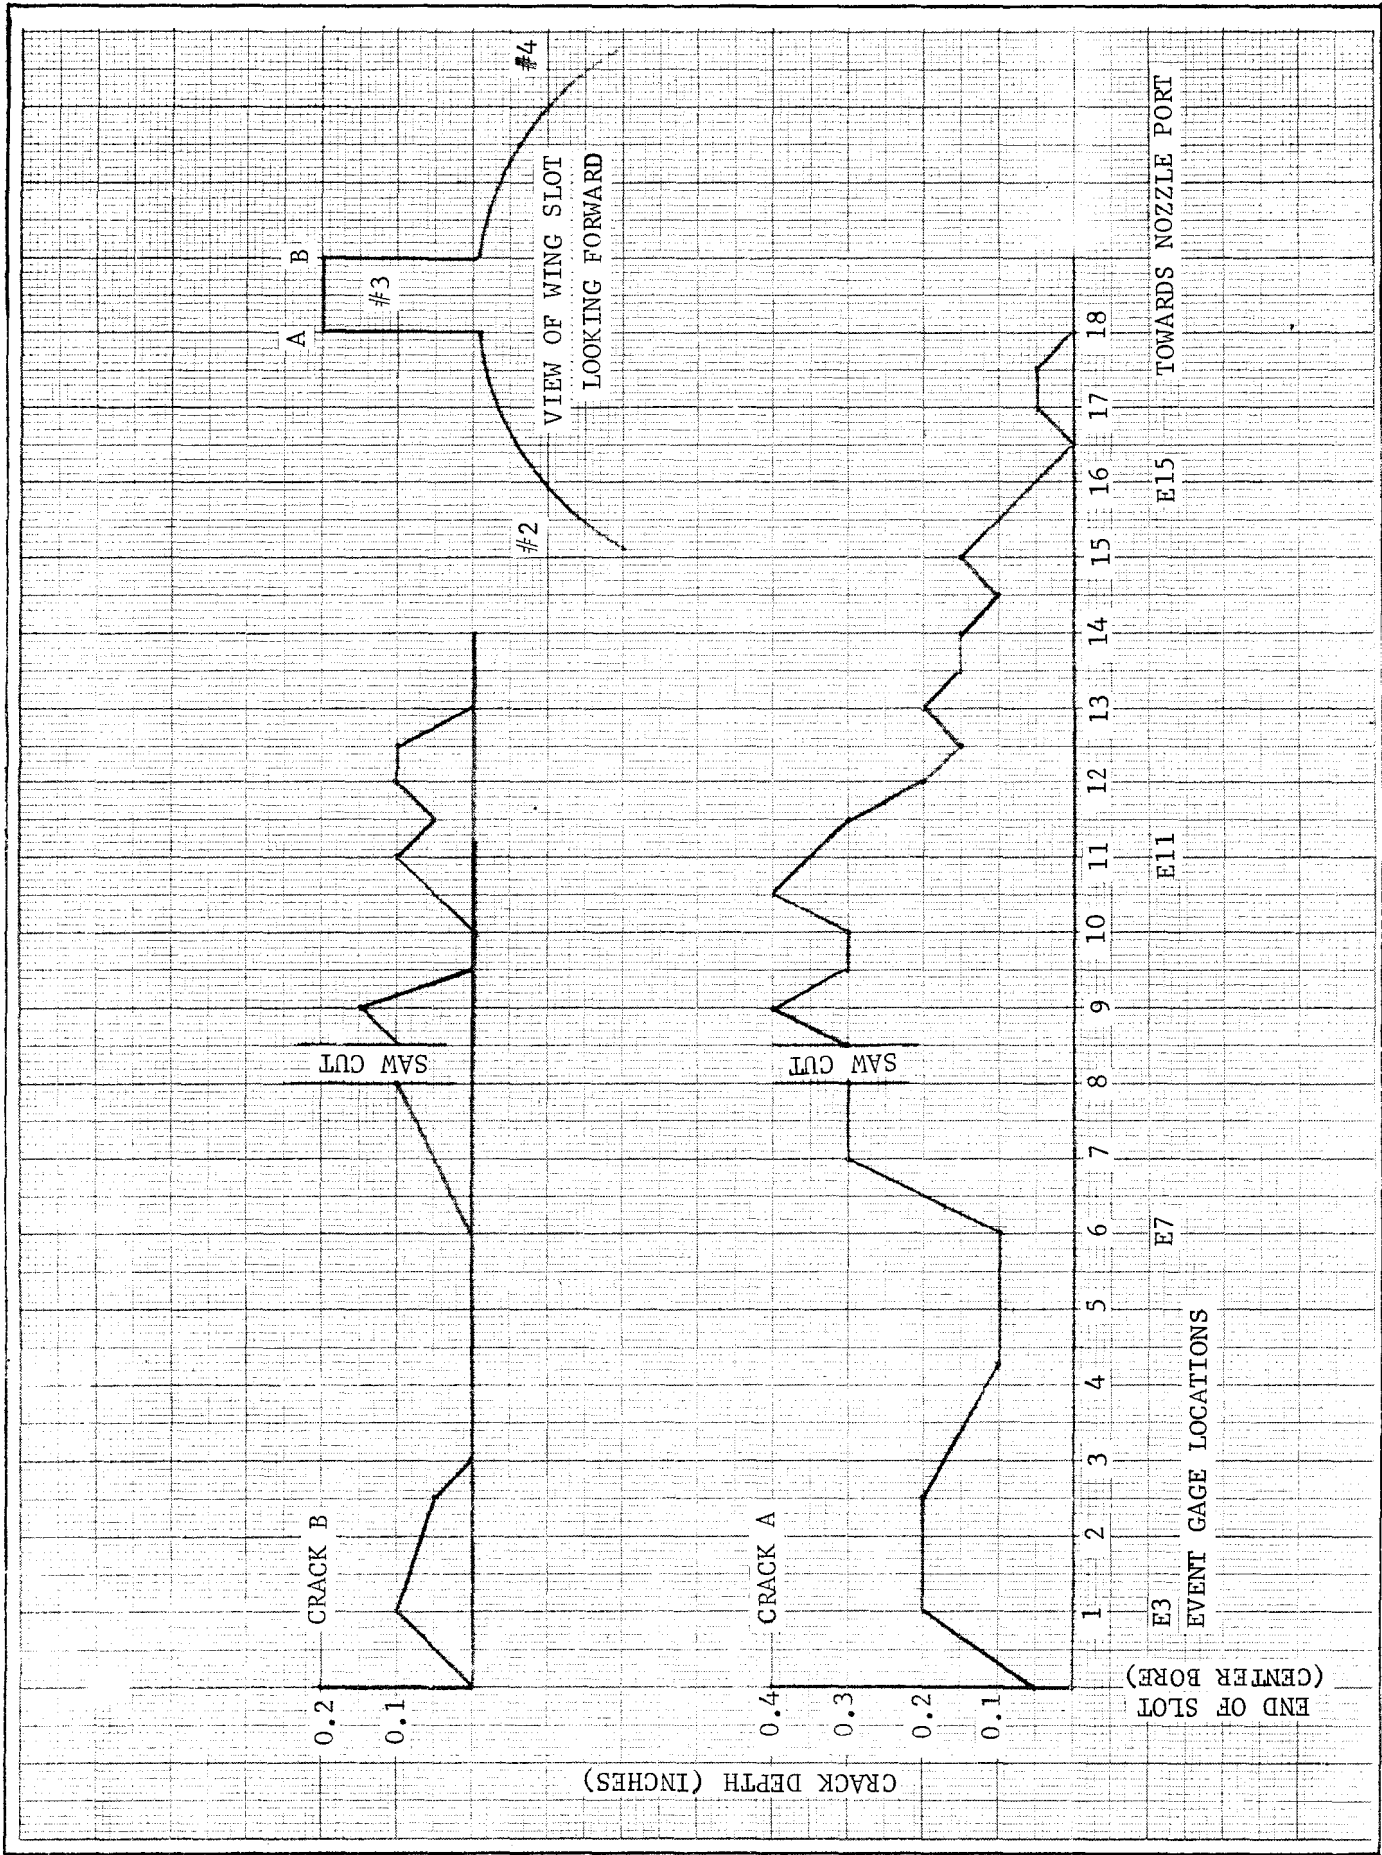 A
B
#3
#2
#4
VIEW OF WING SLOT
LOOKING FORWARD
CRACK B
0.2
0.1
SAW CUT
CRACK A
0.4
0.3
0.2
0.1
SAW CUT
CRACK DEPTH (INCHES)
1 2 3 4 5 6 7 8 9 10 11 12 13 14 15 16 17 18
END OF SLOT
(CENTER BORE)
E3 E7 E11 E15 TOWARDS NOZZLE PORT
EVENT GAGE LOCATIONS